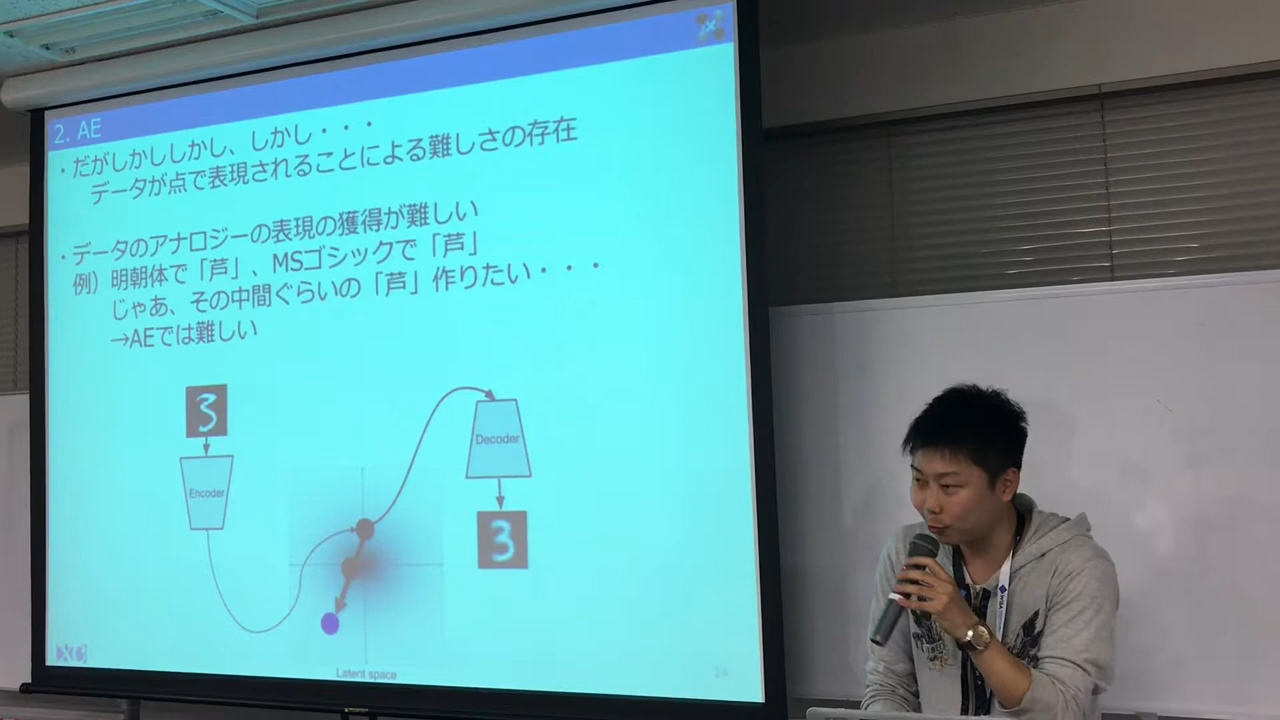 2. AE
・だがしかししかし、しかし・・・
データが点で表現されることによる難しさの存在
・データのアナロジーの表現の獲得が難しい
例）明朝体で「芦」、MSゴシックで「芦」
じゃあ、その中間ぐらいの「芦」作りたい・・・
→AEでは難しい
3
Encoder
Decoder
3
Latent space